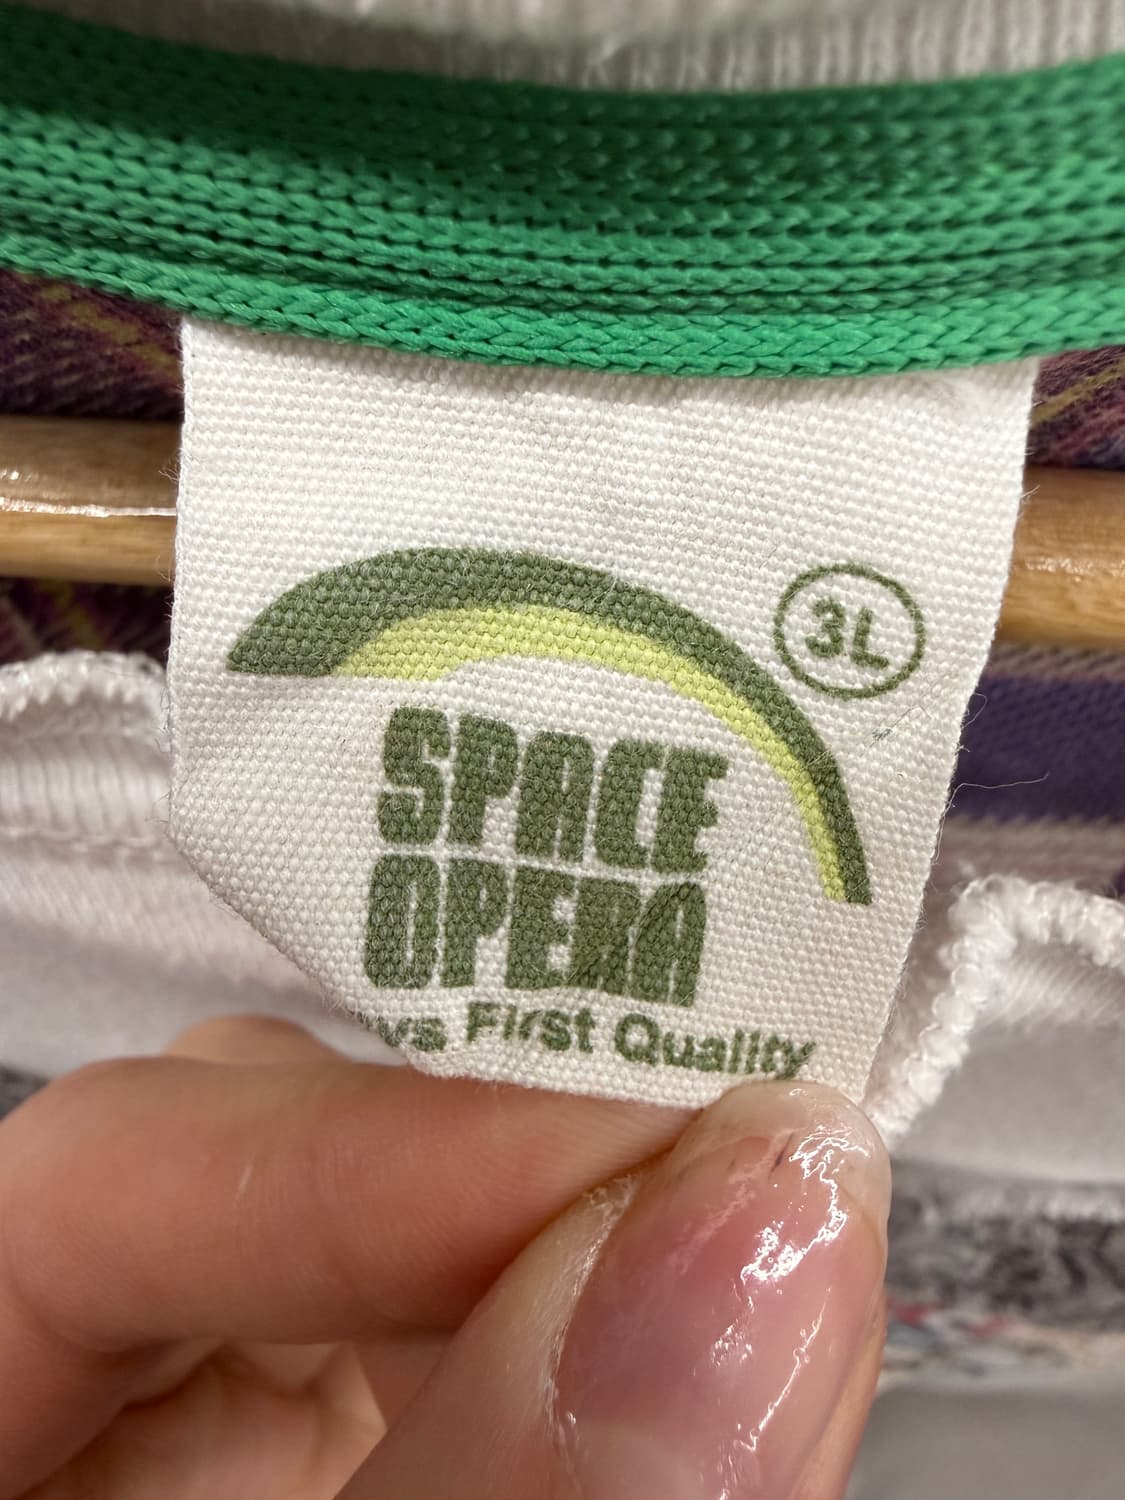 3L
SPACE
OPERA
First Quality